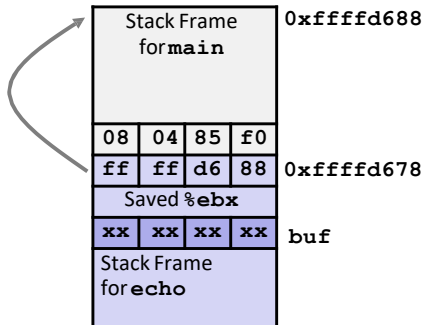 Stack Frame 0xffffd688
for main
08 04 85 f0
ff ff d6 88 0xffffd678
Saved %ebx
xx xx xx xx buf
Stack Frame
for echo